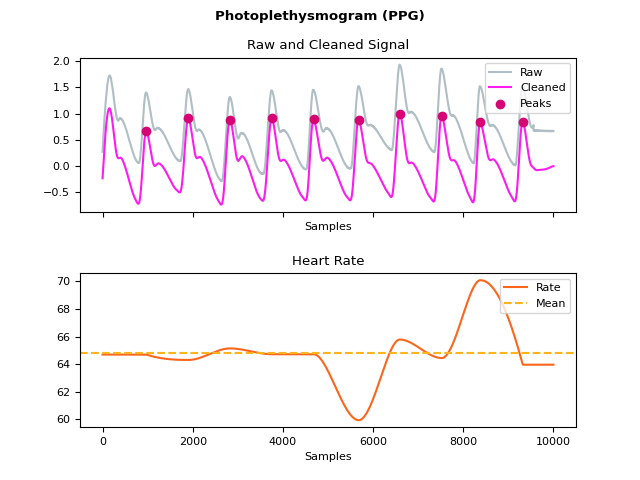 Photoplethysmogram (PPG)
Raw and Cleaned Signal
2.0
1.5
1.0
0.5
0.0
−0.5
Raw
Cleaned
Peaks
Samples
Heart Rate
70
68
66
64
62
60
Rate
Mean
0 2000 4000 6000 8000 10000
Samples